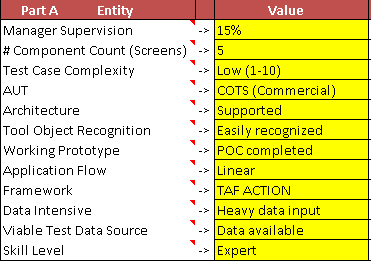 Part A Entity Value
Manager Supervision -> 15%
# Component Count (Screens) -> 5
Test Case Complexity -> Low (1-10)
AUT -> COTS (Commercial)
Architecture -> Supported
Tool Object Recognition -> Easily recognized
Working Prototype -> POC completed
Application Flow -> Linear
Framework -> TAF ACTION
Data Intensive -> Heavy data input
Viable Test Data Source -> Data available
Skill Level -> Expert